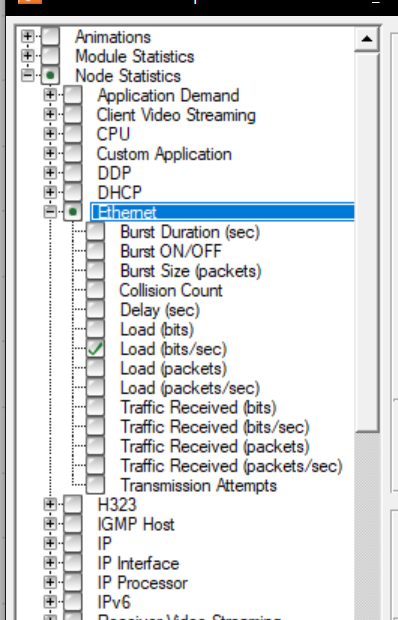 Animations
Module Statistics
Node Statistics
Application Demand
Client Video Streaming
CPU
Custom Application
DDP
DHCP
Ethernet
Burst Duration (sec)
Burst ON/OFF
Burst Size (packets)
Collision Count
Delay (sec)
Load (bits)
Load (bits/sec)
Load (packets)
Load (packets/sec)
Traffic Received (bits)
Traffic Received (bits/sec)
Traffic Received (packets)
Traffic Received (packets/sec)
Transmission Attempts
H323
IGMP Host
IP
IP Interface
IP Processor
IPv6
Receiver Video Streaming